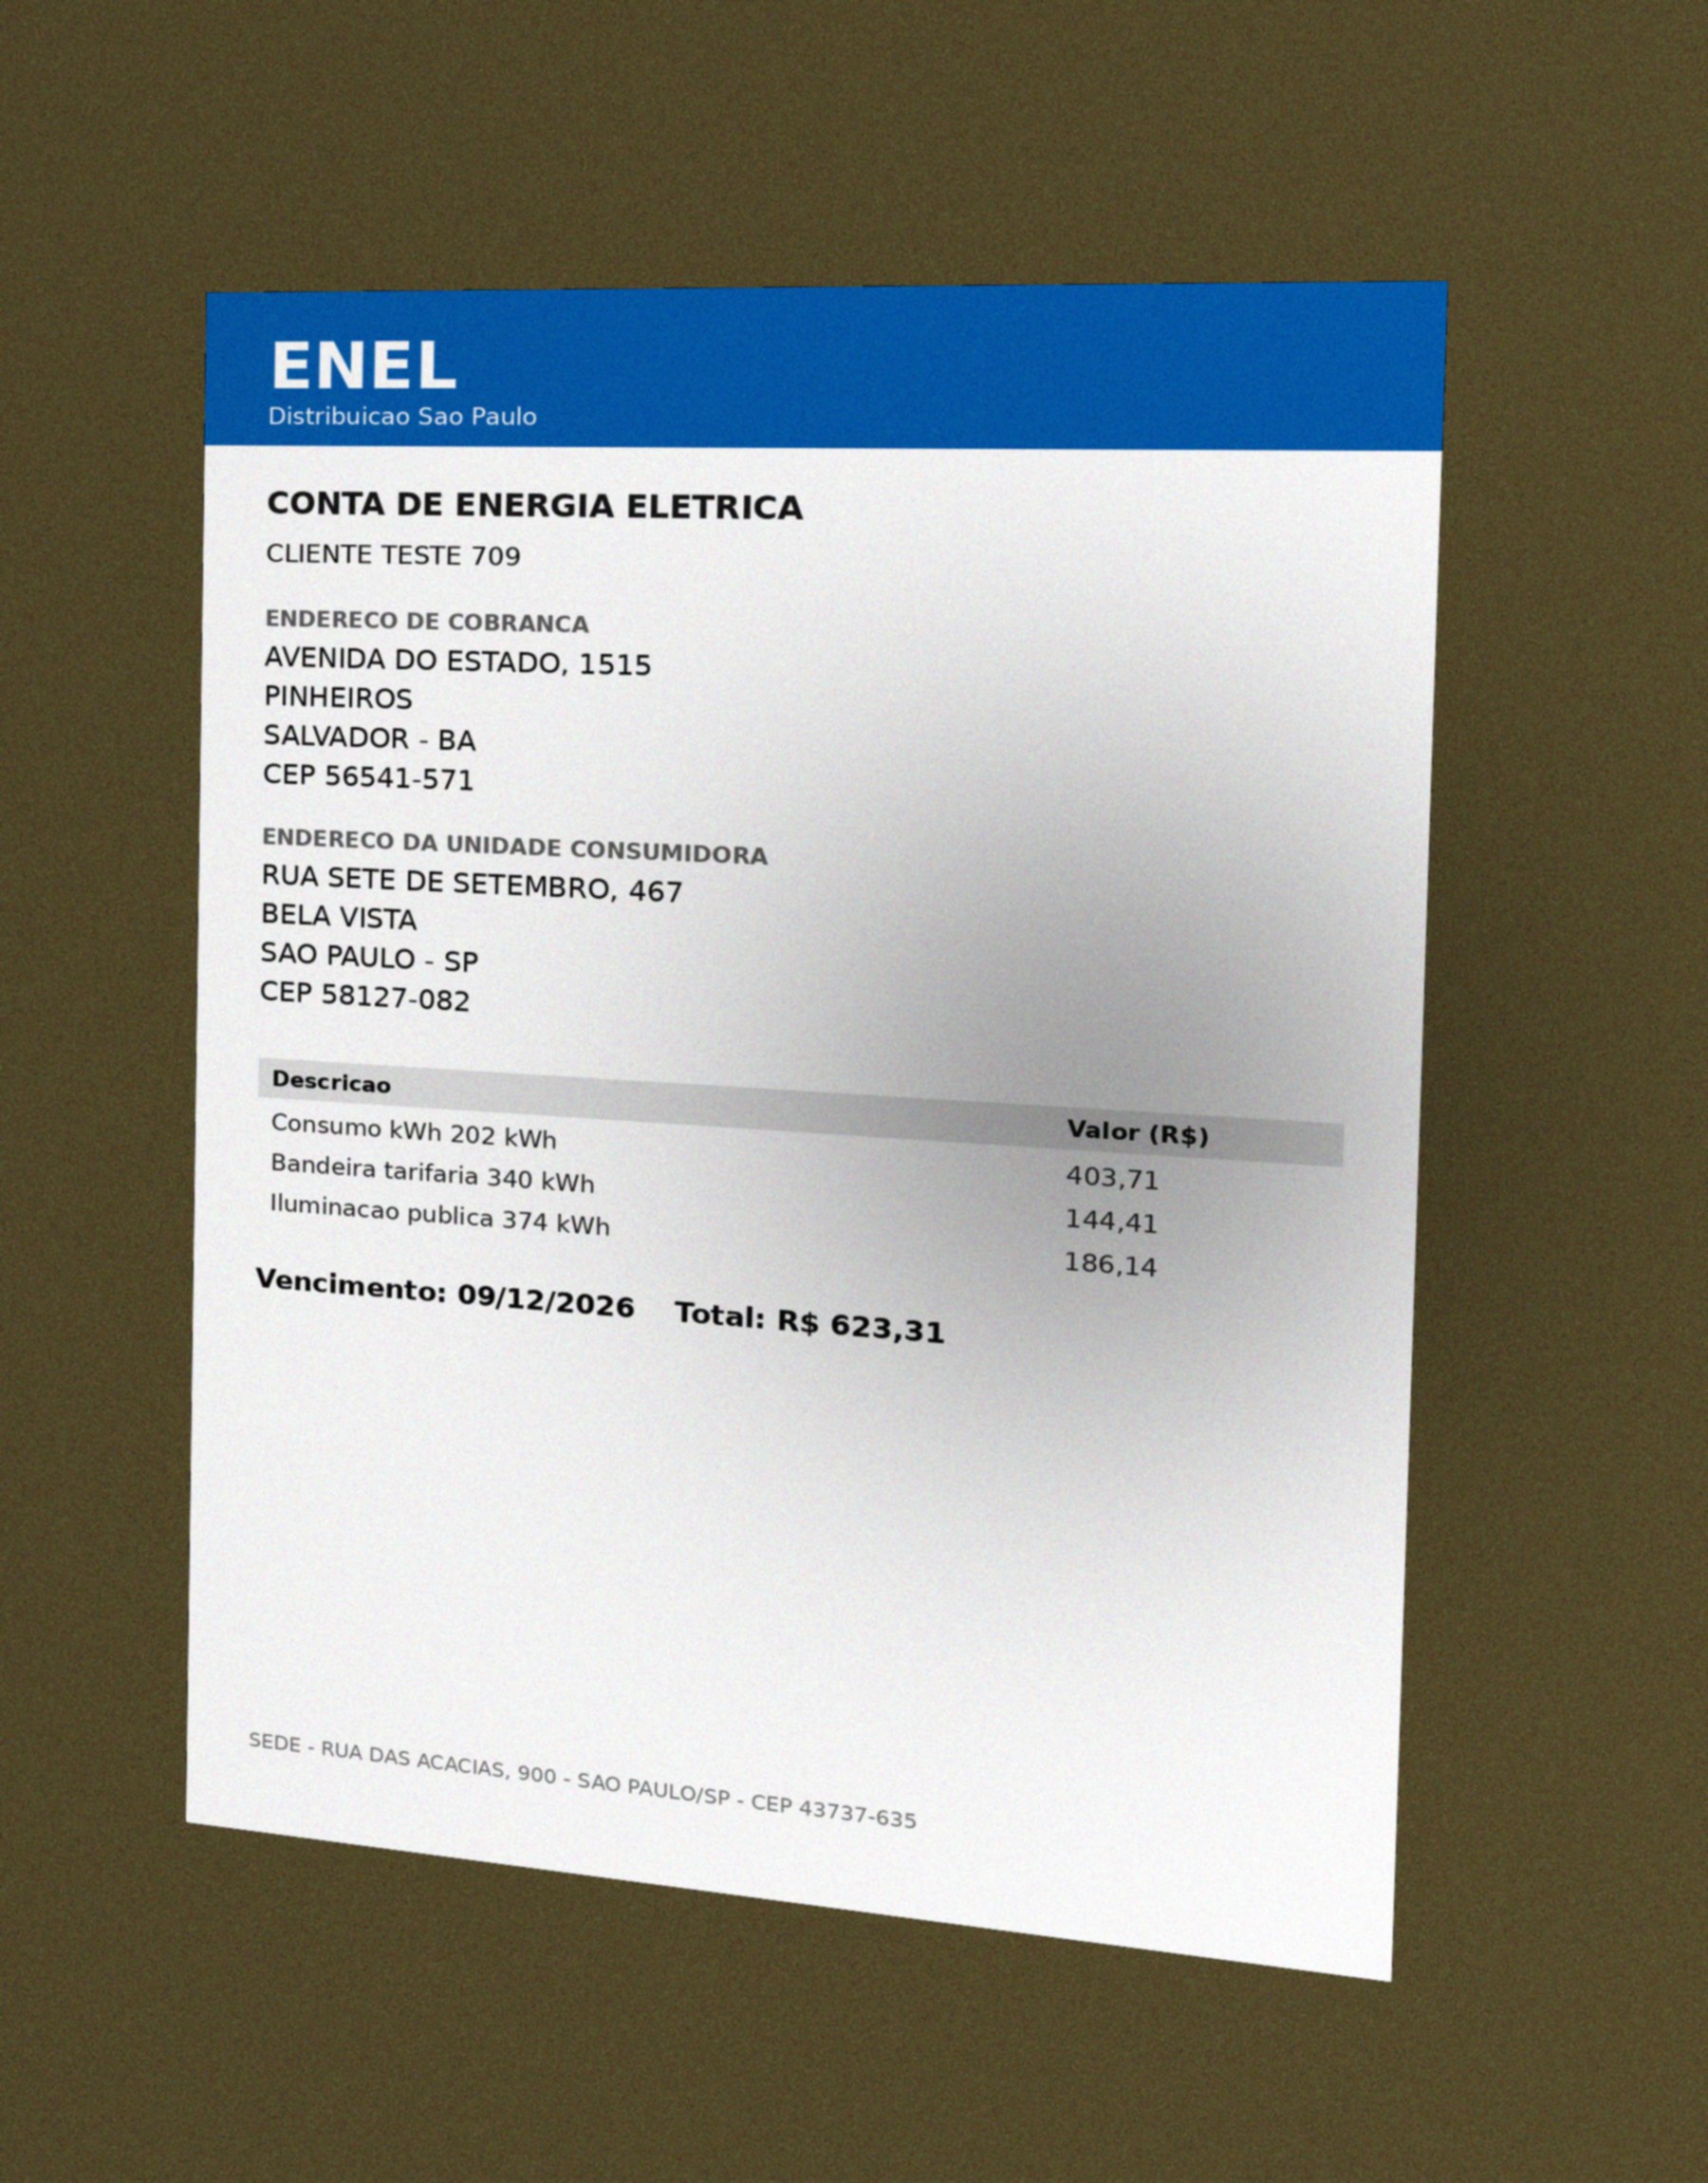 ENEL
Distribuicao Sao Paulo
CONTA DE ENERGIA ELETRICA
CLIENTE TESTE 709
ENDERECO DE COBRANCA
AVENIDA DO ESTADO, 1515
PINHEIROS
SALVADOR - BA
CEP 56541-571
ENDERECO DA UNIDADE CONSUMIDORA
RUA SETE DE SETEMBRO, 467
BELA VISTA
SAO PAULO - SP
CEP 58127-082
Descricao Valor (R$)
Consumo kWh 202 kWh 403,71
Bandeira tarifaria 340 kWh 144,41
Iluminacao publica 374 kWh 186,14
Vencimento: 09/12/2026 Total: R$ 623,31
SEDE - RUA DAS ACACIAS, 900 - SAO PAULO/SP - CEP 43737-635